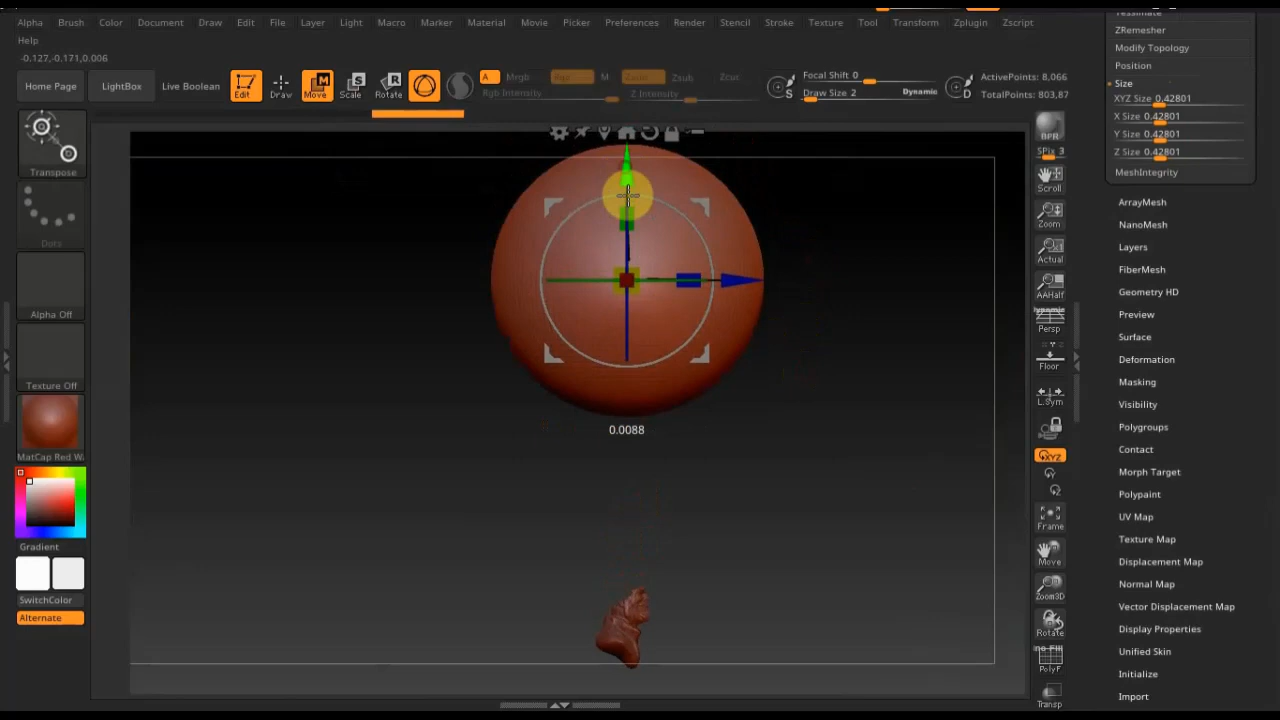 Alpha Brush Color Document Draw Edit File Layer Light Macro Marker Material Movie Picker Preferences Render Stencil Stroke Texture Tool Transform Zplugin Zscript
Help
-0.127,-0.171,0.006
Home Page
LightBox
Live Boolean
Edit
Draw
Move
Scale
Rotate
A
Mrgb
Rgb
M
Zadd
Zsub
Zcut
Rgb Intensity
Z Intensity
S
Focal Shift 0
Draw Size 2
Dynamic
D
ActivePoints: 8,066
TotalPoints: 803,87
Transpose
Dots
Alpha Off
Texture Off
MatCap Red Wa
Gradient
SwitchColor
Alternate
0.0088
BPR
SPix 3
Scroll
Zoom
Actual
AAHalf
Dynamic
Persp
Floor
L.Sym
XYZ
Y
Z
Frame
Move
Zoom3D
Rotate
PolyF
Transp
ZRemesher
Modify Topology
Position
Size
XYZ Size 0.42801
X Size 0.42801
Y Size 0.42801
Z Size 0.42801
MeshIntegrity
ArrayMesh
NanoMesh
Layers
FiberMesh
Geometry HD
Preview
Surface
Deformation
Masking
Visibility
Polygroups
Contact
Morph Target
Polypaint
UV Map
Texture Map
Displacement Map
Normal Map
Vector Displacement Map
Display Properties
Unified Skin
Initialize
Import